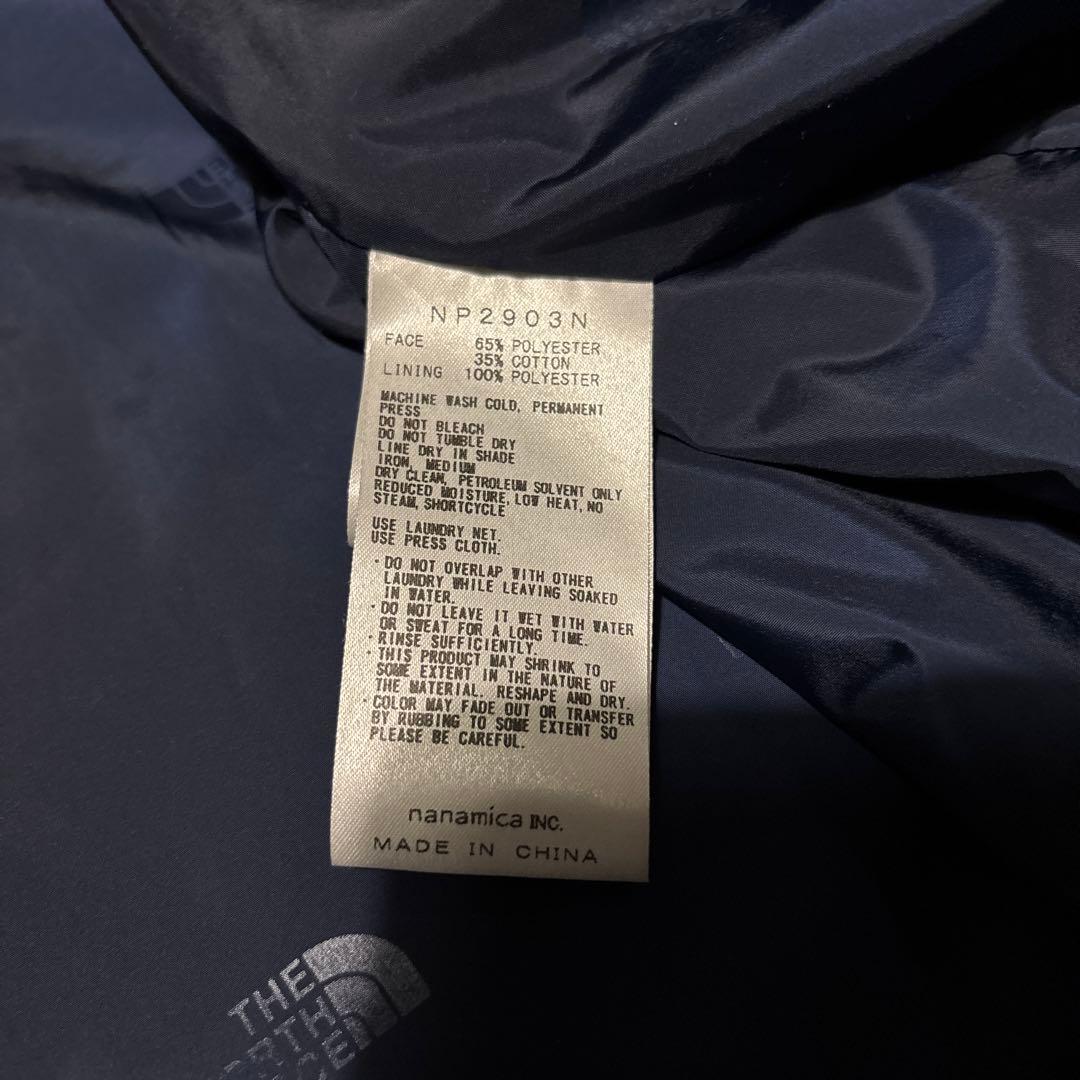 NP2903N
FACE 65% POLYESTER
35% COTTON
LINING 100% POLYESTER
MACHINE WASH COLD, PERMANENT
PRESS
DO NOT BLEACH
DO NOT TUMBLE DRY
LINE DRY IN SHADE
IRON, MEDIUM
DRY CLEAN, PETROLEUM SOLVENT ONLY
REDUCED MOISTURE, LOW HEAT, NO
STEAM, SHORTCYCLE
USE LAUNDRY NET.
USE PRESS CLOTH.
・DO NOT OVERLAP WITH OTHER
LAUNDRY WHILE LEAVING SOAKED
IN WATER.
・DO NOT LEAVE IT WET WITH WATER
OR SWEAT FOR A LONG TIME.
・RINSE SUFFICIENTLY.
・THIS PRODUCT MAY SHRINK TO
SOME EXTENT IN THE NATURE OF
THE MATERIAL. RESHAPE AND DRY.
・COLOR MAY FADE OUT OR TRANSFER
BY RUBBING TO SOME EXTENT SO
PLEASE BE CAREFUL.
nanamica INC.
MADE IN CHINA
THE
ORTH
CE